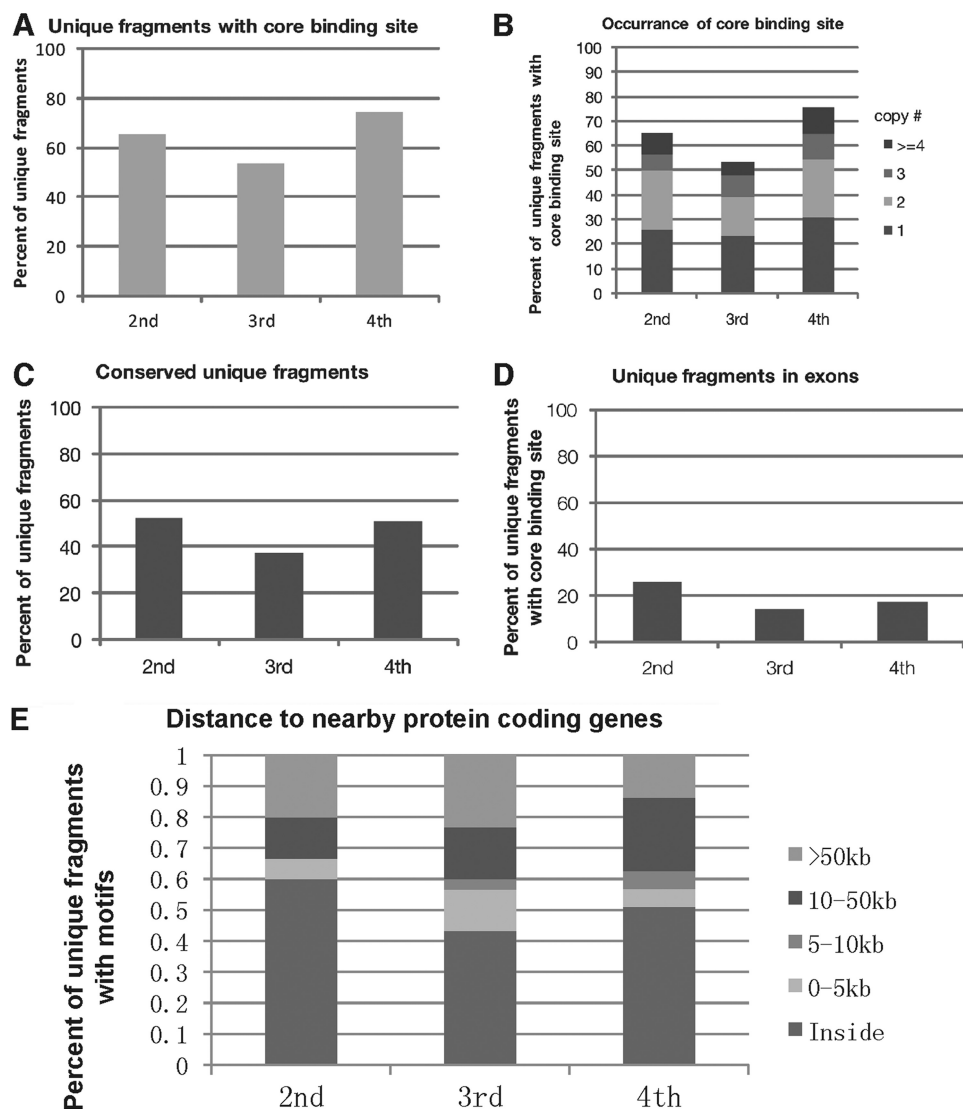 A Unique fragments with core binding site
Percent of unique fragments
100
80
60
40
20
0
2nd 3rd 4th
B Occurrance of core binding site
Percent of unique fragments with
core binding site
100
90
80
70
60
50
40
30
20
10
0
2nd 3rd 4th
copy #
>=4
3
2
1
C Conserved unique fragments
Percent of unique fragments
100
80
60
40
20
0
2nd 3rd 4th
D Unique fragments in exons
Percent of unique fragments
with core binding site
100
80
60
40
20
0
2nd 3rd 4th
E Distance to nearby protein coding genes
Percent of unique fragments
with motifs
1
0.9
0.8
0.7
0.6
0.5
0.4
0.3
0.2
0.1
0
2nd 3rd 4th
>50kb
10-50kb
5-10kb
0-5kb
Inside